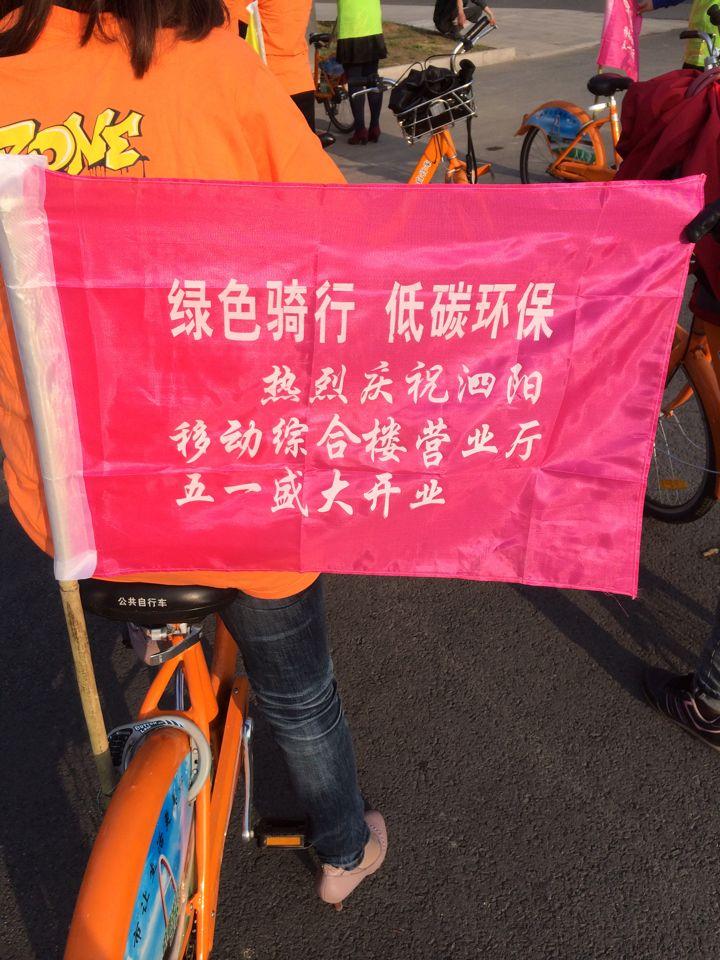 ZONE
绿色骑行 低碳环保
热烈庆祝泗阳
移动综合楼营业厅
五一盛大开业
公共自行车